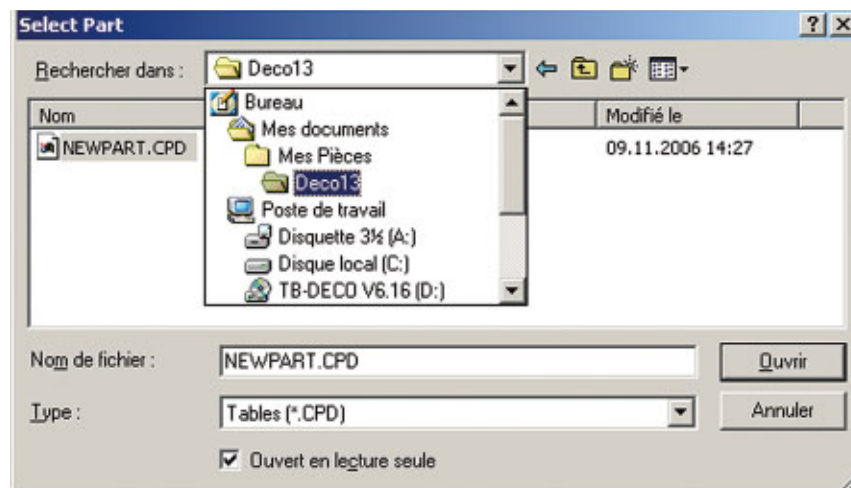 Select Part
Rechercher dans :
Deco13
Nom
Modifié le
NEWPART.CPD
09.11.2006 14:27
Bureau
Mes documents
Mes Pièces
Deco13
Poste de travail
Disquette 3½ (A:)
Disque local (C:)
TB-DECO V6.16 (D:)
Nom de fichier :
NEWPART.CPD
Ouvrir
Type :
Tables (*.CPD)
Annuler
Ouvert en lecture seule